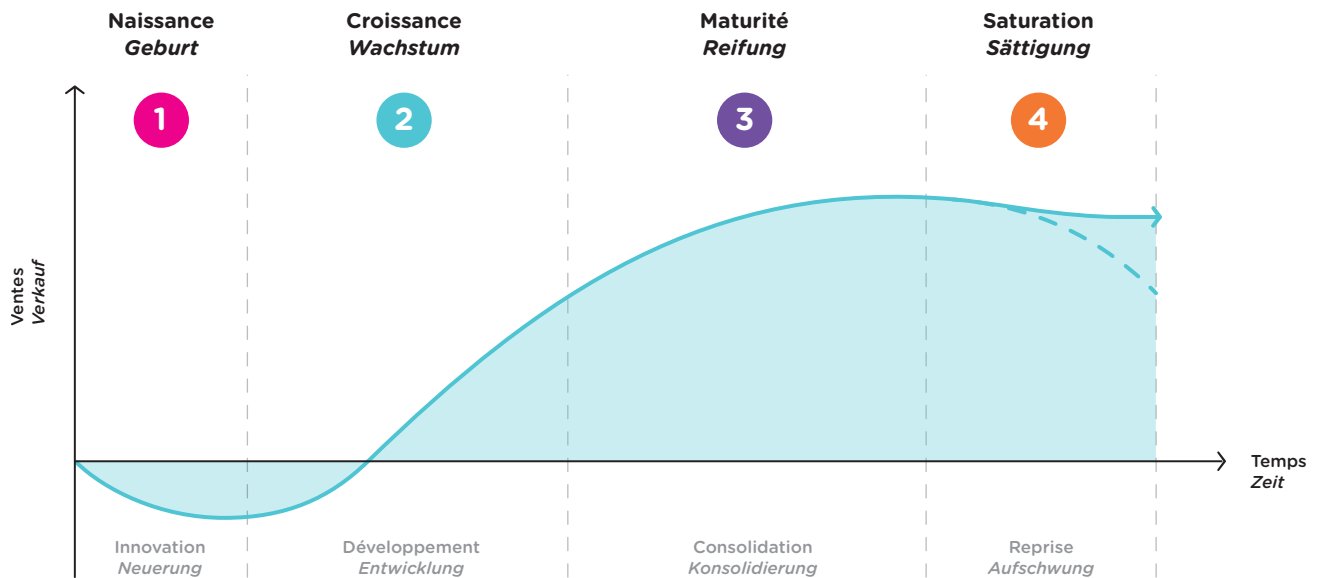 Naissance
Geburt
Croissance
Wachstum
Maturité
Reifung
Saturation
Sättigung
1
2
3
4
Ventes
Verkauf
Temps
Zeit
Innovation
Neuerung
Développement
Entwicklung
Consolidation
Konsolidierung
Reprise
Aufschwung